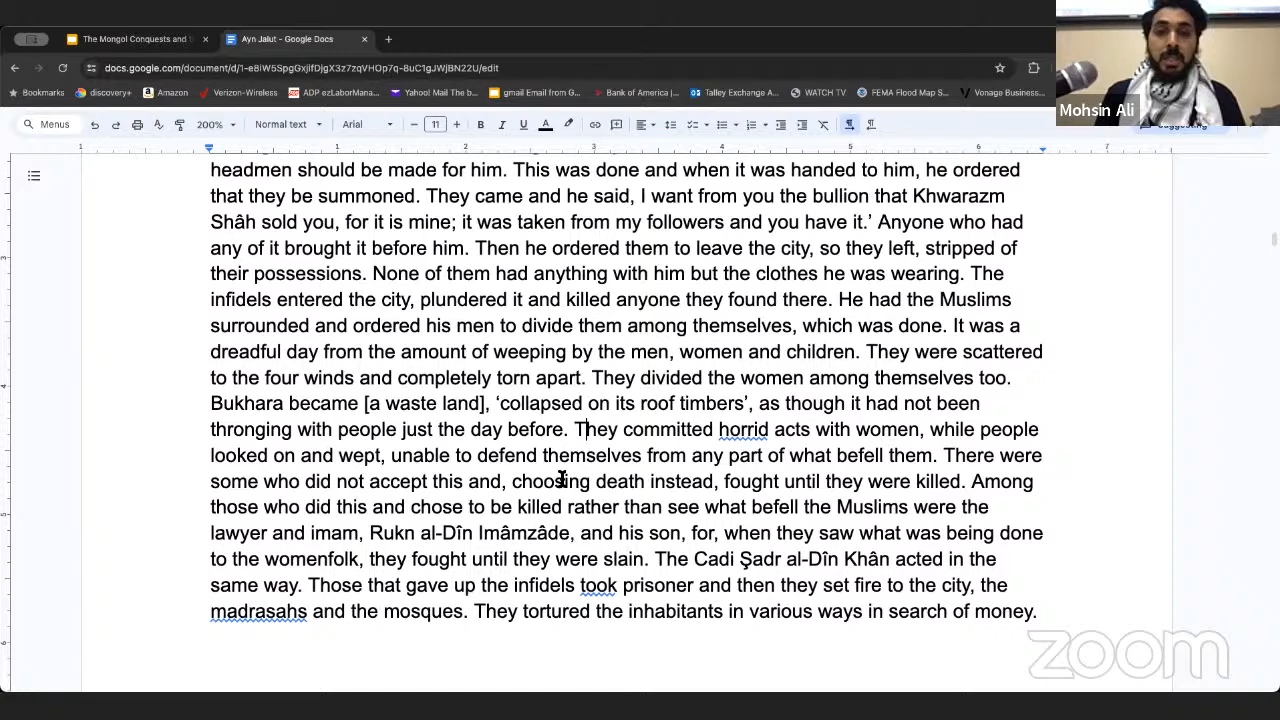 The Mongol Conquests and
Ayn Jalut - Google Docs
docs.google.com/document/d/1-e8IW5SpgGxjifDjgX3z7zqVHOp7q-8uC1gJWjBN22U/edit
Bookmarks discovery+ Amazon Verizon-Wireless ADP ezLaborMana... Yahoo! Mail The b... gmail Email from G... Bank of America |... Talley Exchange A... WATCH TV FEMA Flood Map S... Vonage Business...
Mohsin Ali
Menus 200% Normal text Arial 11
1 1 2 3 4 5 6 7
headmen should be made for him. This was done and when it was handed to him, he ordered
that they be summoned. They came and he said, I want from you the bullion that Khwarazm
Shâh sold you, for it is mine; it was taken from my followers and you have it.’ Anyone who had
any of it brought it before him. Then he ordered them to leave the city, so they left, stripped of
their possessions. None of them had anything with him but the clothes he was wearing. The
infidels entered the city, plundered it and killed anyone they found there. He had the Muslims
surrounded and ordered his men to divide them among themselves, which was done. It was a
dreadful day from the amount of weeping by the men, women and children. They were scattered
to the four winds and completely torn apart. They divided the women among themselves too.
Bukhara became [a waste land], ‘collapsed on its roof timbers’, as though it had not been
thronging with people just the day before. They committed horrid acts with women, while people
looked on and wept, unable to defend themselves from any part of what befell them. There were
some who did not accept this and, choosing death instead, fought until they were killed. Among
those who did this and chose to be killed rather than see what befell the Muslims were the
lawyer and imam, Rukn al-Dîn Imâmzâde, and his son, for, when they saw what was being done
to the womenfolk, they fought until they were slain. The Cadi Şadr al-Dîn Khân acted in the
same way. Those that gave up the infidels took prisoner and then they set fire to the city, the
madrasahs and the mosques. They tortured the inhabitants in various ways in search of money.
zoom